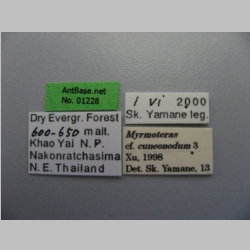 AntBase.net
No. 01228
Dry Evergr. Forest
600-650 m alt.
Khao Yai N. P.
Nakonratchasima
N. E. Thailand
1 vi 2000
Sk. Yamane leg.
Myrmoteras
cf. cuneonodum 3
Xu, 1998
Det. Sk. Yamane, 13